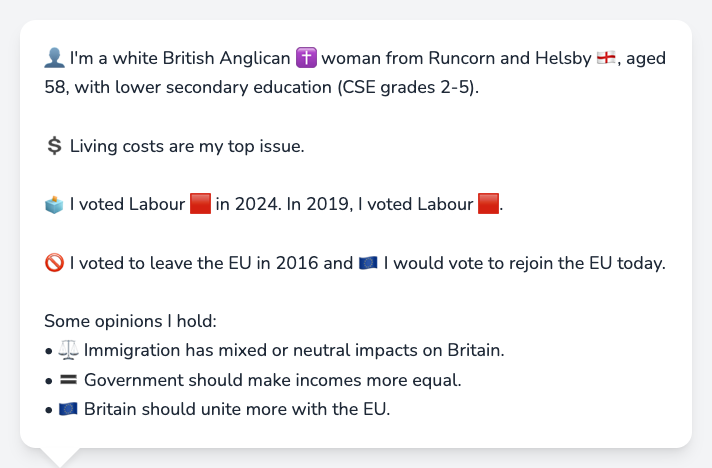 👤 I'm a white British Anglican ✝️ woman from Runcorn and Helsby 🏴󠁧󠁢󠁥󠁮󠁧󠁿, aged
58, with lower secondary education (CSE grades 2-5).
💲 Living costs are my top issue.
🗳️ I voted Labour 🟥 in 2024. In 2019, I voted Labour 🟥.
🚫 I voted to leave the EU in 2016 and 🇪🇺 I would vote to rejoin the EU today.
Some opinions I hold:
• ⚖️ Immigration has mixed or neutral impacts on Britain.
• 🟰 Government should make incomes more equal.
• 🇪🇺 Britain should unite more with the EU.